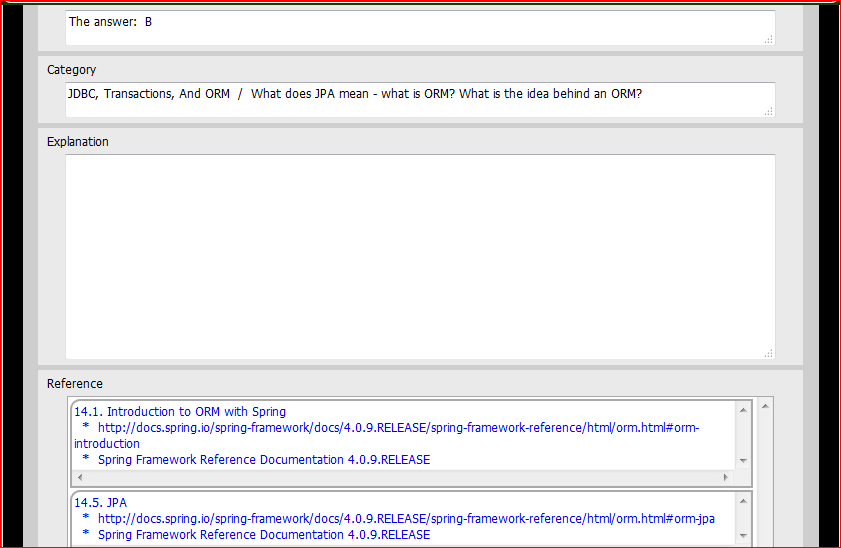 The answer:  B
Category
JDBC, Transactions, And ORM  /  What does JPA mean - what is ORM? What is the idea behind an ORM?
Explanation
Reference
14.1. Introduction to ORM with Spring
*  http://docs.spring.io/spring-framework/docs/4.0.9.RELEASE/spring-framework-reference/html/orm.html#orm-
introduction
*  Spring Framework Reference Documentation 4.0.9.RELEASE
14.5. JPA
*  http://docs.spring.io/spring-framework/docs/4.0.9.RELEASE/spring-framework-reference/html/orm.html#orm-jpa
*  Spring Framework Reference Documentation 4.0.9.RELEASE